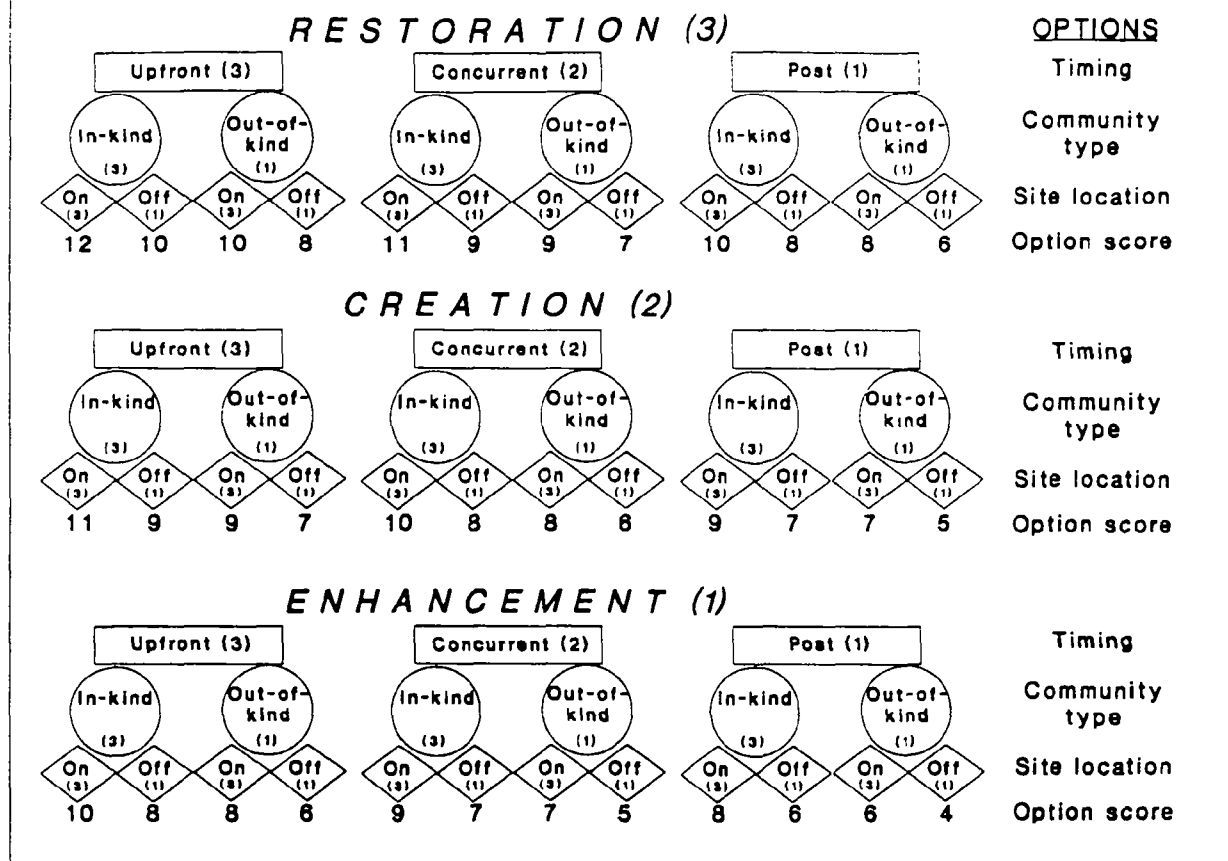 RESTORATION (3) OPTIONS
Upfront (3) Concurrent (2) Post (1) Timing
In-kind (3) Out-of-kind (1) In-kind (3) Out-of-kind (1) In-kind (3) Out-of-kind (1) Community type
On (3) Off (1) On (3) Off (1) On (3) Off (1) On (3) Off (1) On (3) Off (1) On (3) Off (1) Site location
12 10 10 8 11 9 9 7 10 8 8 6 Option score
CREATION (2)
Upfront (3) Concurrent (2) Post (1) Timing
In-kind (3) Out-of-kind (1) In-kind (3) Out-of-kind (1) In-kind (3) Out-of-kind (1) Community type
On (3) Off (1) On (3) Off (1) On (3) Off (1) On (3) Off (1) On (3) Off (1) On (3) Off (1) Site location
11 9 9 7 10 8 8 6 9 7 7 5 Option score
ENHANCEMENT (1)
Upfront (3) Concurrent (2) Post (1) Timing
In-kind (3) Out-of-kind (1) In-kind (3) Out-of-kind (1) In-kind (3) Out-of-kind (1) Community type
On (3) Off (1) On (3) Off (1) On (3) Off (1) On (3) Off (1) On (3) Off (1) On (3) Off (1) Site location
10 8 8 6 9 7 7 5 8 6 6 4 Option score